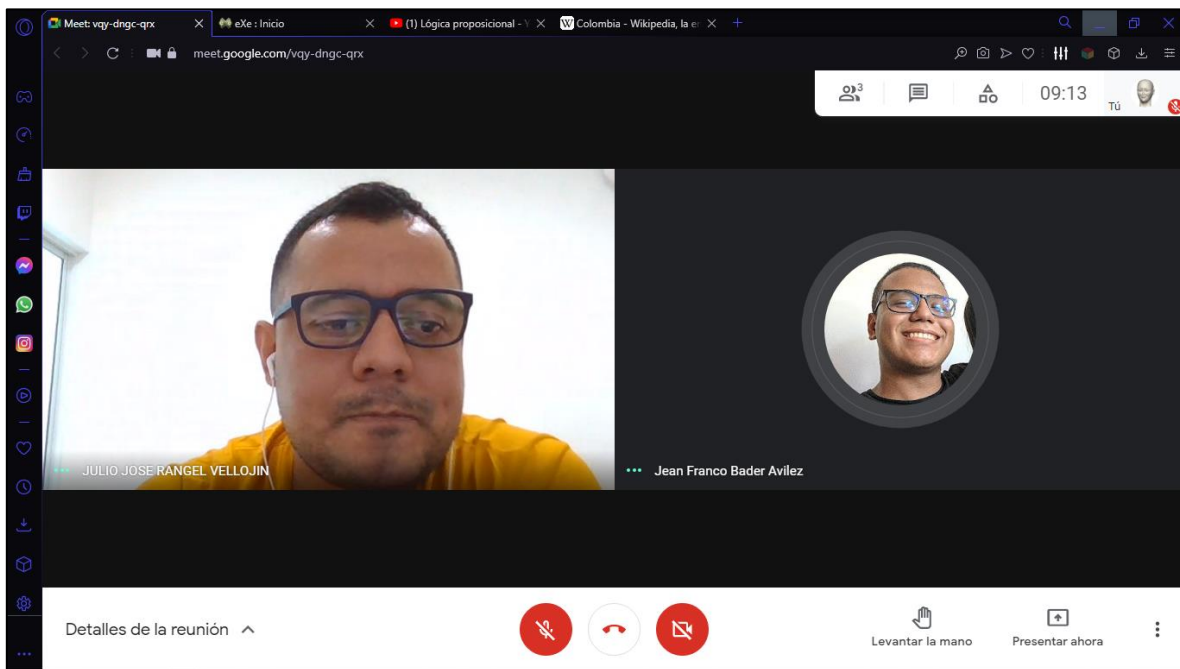 Meet: vqy-dngc-qrx
eXe : Inicio
(1) Lógica proposicional - Y
Colombia - Wikipedia, la en
meet.google.com/vqy-dngc-qrx
3
09:13
Tú
JULIO JOSE RANGEL VELLOJIN
Jean Franco Bader Avilez
Detalles de la reunión
Levantar la mano
Presentar ahora